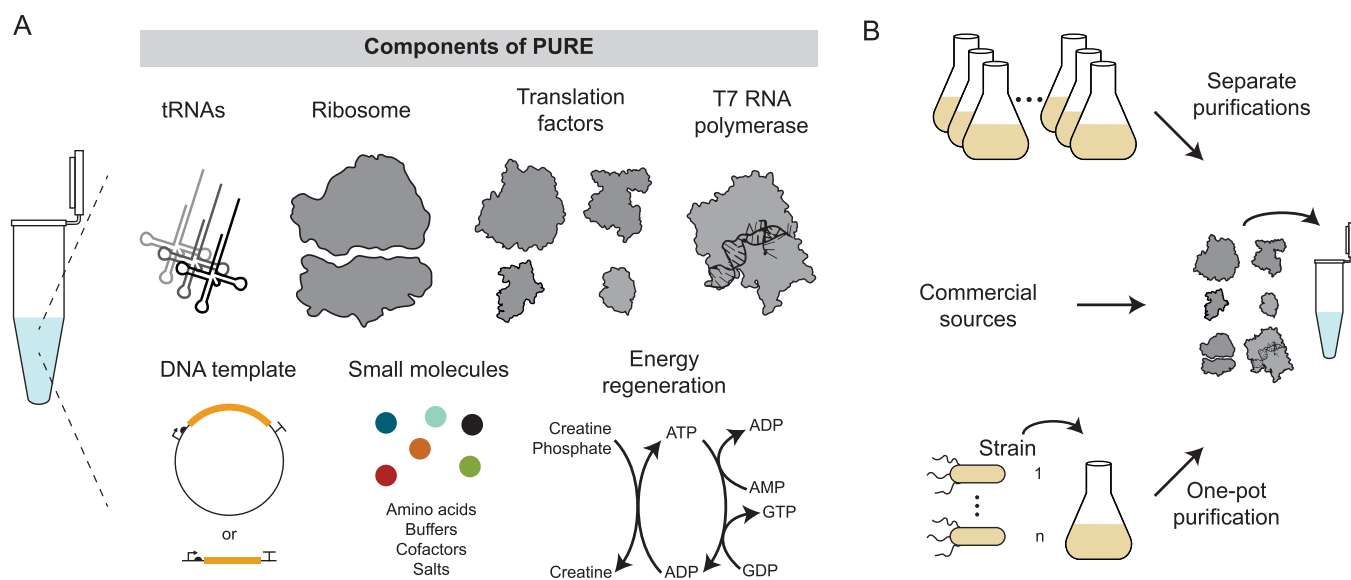 A
Components of PURE
tRNAs
Ribosome
Translation
factors
T7 RNA
polymerase
DNA template
or
Small molecules
Amino acids
Buffers
Cofactors
Salts
Energy
regeneration
Creatine
Phosphate
ATP
ADP
AMP
GTP
Creatine
ADP
GDP
B
Separate
purifications
Commercial
sources
Strain
1
n
One-pot
purification